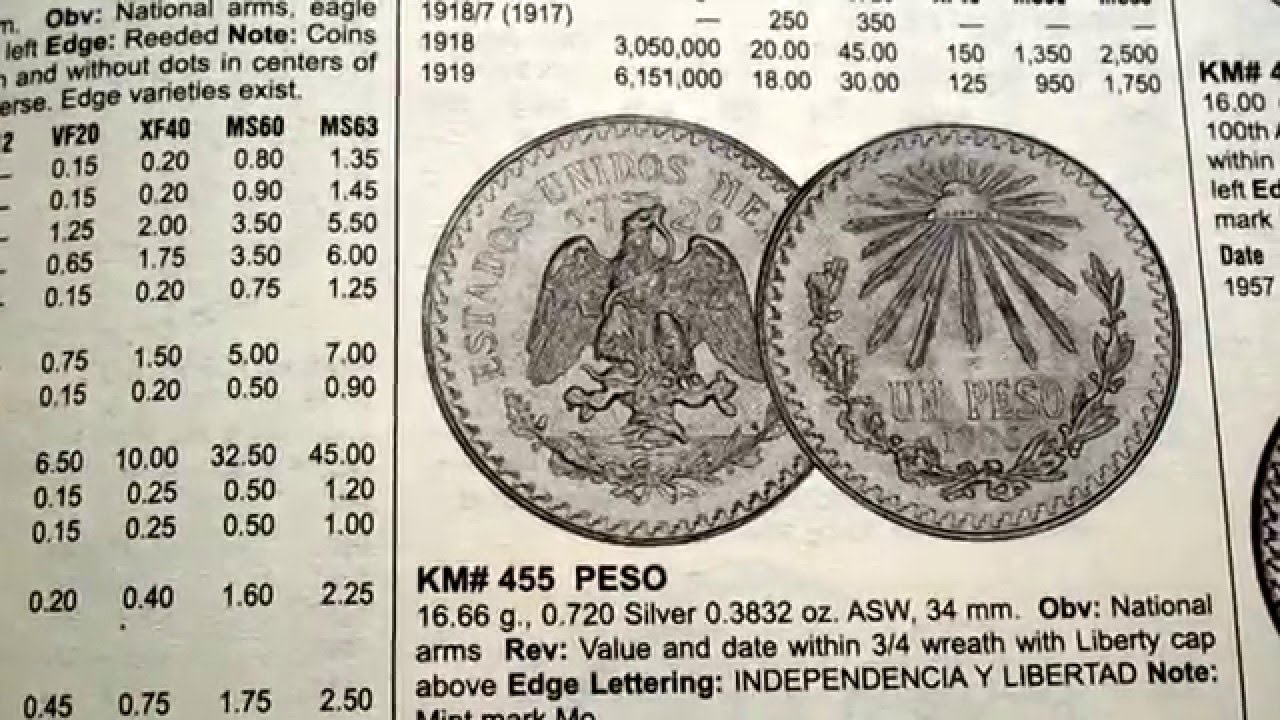 m. Obv: National arms, eagle
left Edge: Reeded Note: Coins
and without dots in centers of
erse. Edge varieties exist.
2 VF20 XF40 MS60 MS63
— 0.15 0.20 0.80 1.35
— 0.15 0.20 0.90 1.45
— 1.25 2.00 3.50 5.50
— 0.65 1.75 3.50 6.00
0.15 0.20 0.75 1.25
0.75 1.50 5.00 7.00
0.15 0.20 0.50 0.90
6.50 10.00 32.50 45.00
0.15 0.25 0.50 1.20
0.15 0.25 0.50 1.00
0.20 0.40 1.60 2.25
0.45 0.75 1.75 2.50
1918/7 (1917) — 250 350 — — —
1918 3,050,000 20.00 45.00 150 1,350 2,500
1919 6,151,000 18.00 30.00 125 950 1,750
ESTADOS UNIDOS ME
UN PESO
KM# 455 PESO
16.66 g., 0.720 Silver 0.3832 oz. ASW, 34 mm. Obv: National
arms Rev: Value and date within 3/4 wreath with Liberty cap
above Edge Lettering: INDEPENDENCIA Y LIBERTAD Note:
Mint mark Mo
KM# 4
16.00
100th
within
left Ed
mark
Date
1957